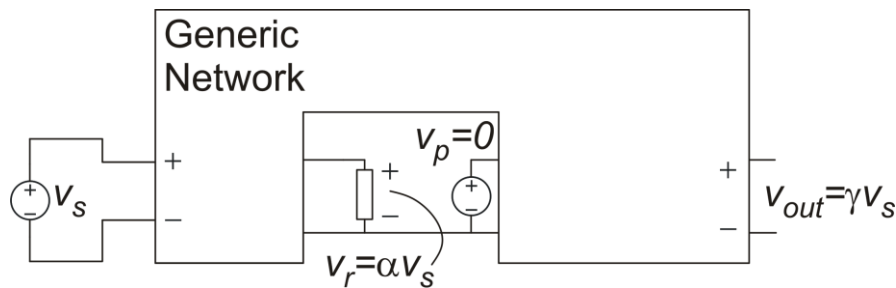 Generic
Network
v_p=0
+
−
+
−
+
−
+
−
+
−
v_s
v_out=γv_s
v_r=αv_s